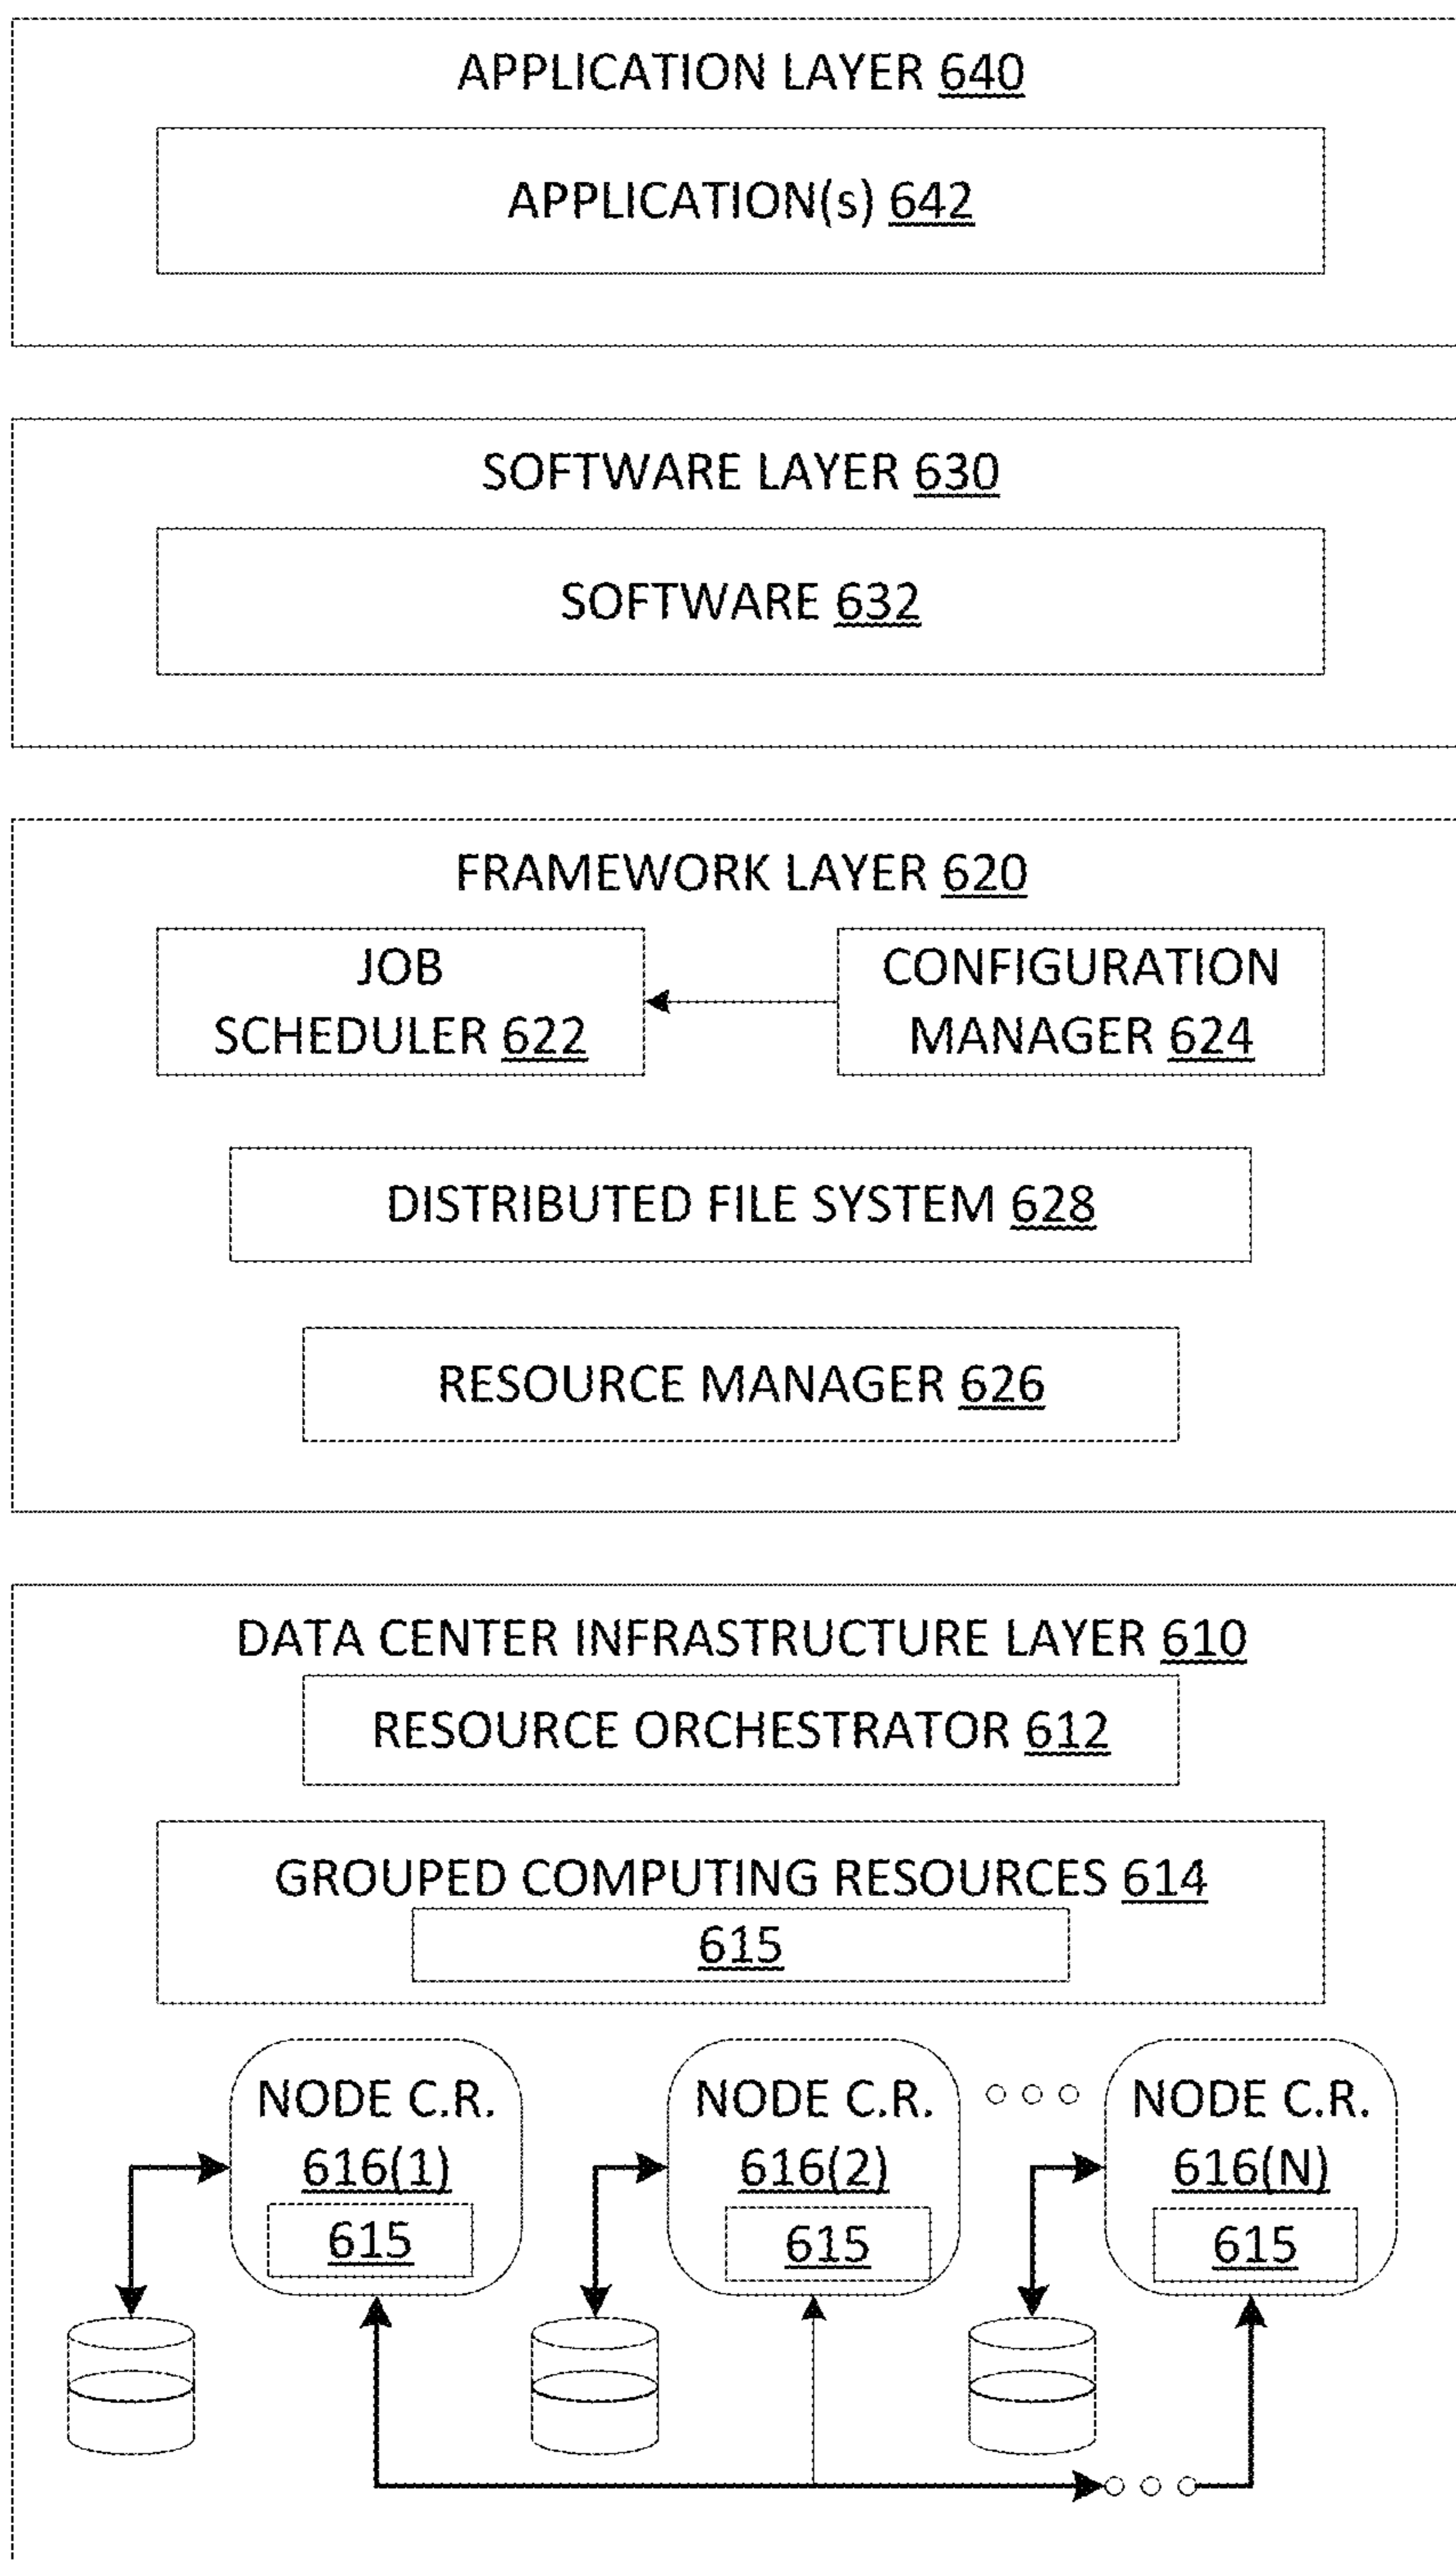 APPLICATION LAYER 640
APPLICATION(s) 642
SOFTWARE LAYER 630
SOFTWARE 632
FRAMEWORK LAYER 620
JOB
SCHEDULER 622
CONFIGURATION
MANAGER 624
DISTRIBUTED FILE SYSTEM 628
RESOURCE MANAGER 626
DATA CENTER INFRASTRUCTURE LAYER 610
RESOURCE ORCHESTRATOR 612
GROUPED COMPUTING RESOURCES 614
615
NODE C.R.
616(1)
615
NODE C.R.
616(2)
615
NODE C.R.
616(N)
615